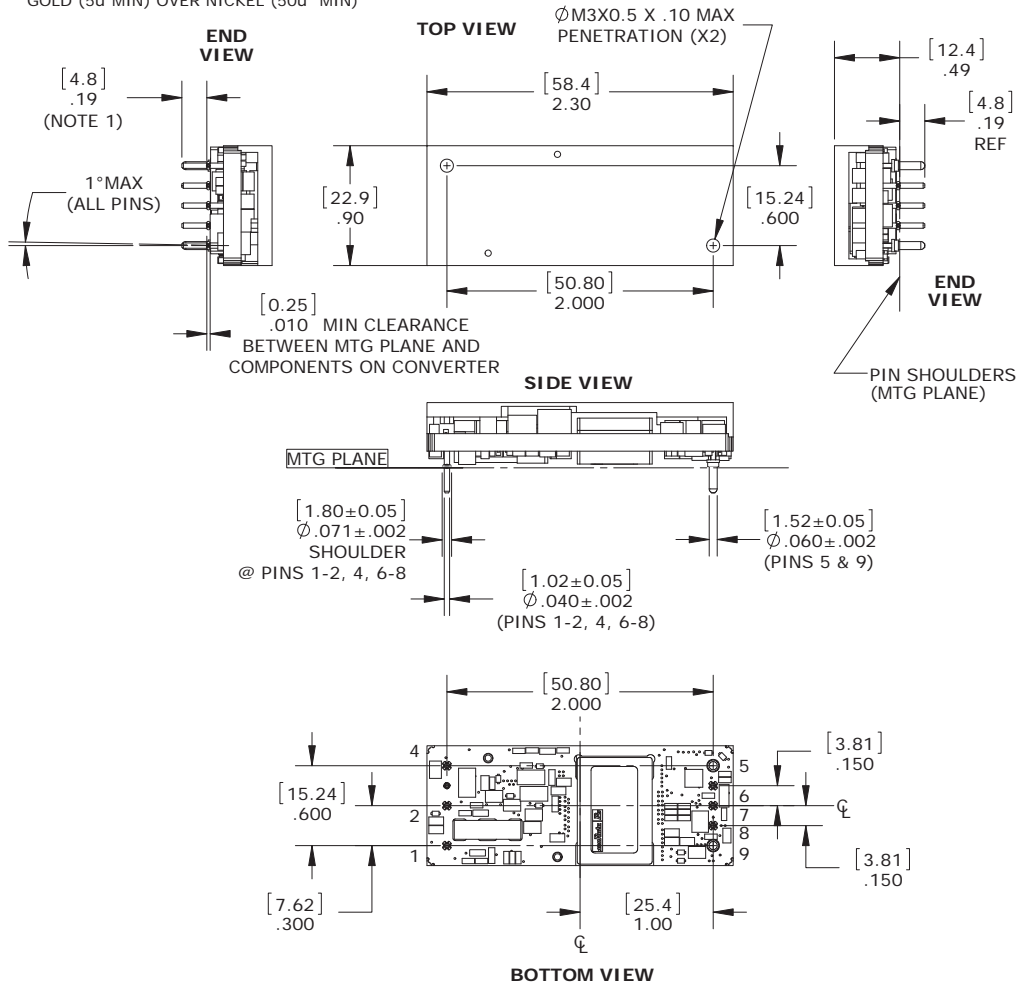 GOLD (5u" MIN) OVER NICKEL (50u" MIN)
END
VIEW
TOP VIEW
ØM3X0.5 X .10 MAX
PENETRATION (X2)
[12.4]
.49
[4.8]
.19
(NOTE 1)
[58.4]
2.30
[4.8]
.19
REF
1°MAX
(ALL PINS)
[22.9]
.90
[15.24]
.600
[50.80]
2.000
END
VIEW
[0.25]
.010 MIN CLEARANCE
BETWEEN MTG PLANE AND
COMPONENTS ON CONVERTER
PIN SHOULDERS
(MTG PLANE)
SIDE VIEW
MTG PLANE
[1.80±0.05]
Ø.071±.002
SHOULDER
@ PINS 1-2, 4, 6-8
[1.52±0.05]
Ø.060±.002
(PINS 5 & 9)
[1.02±0.05]
Ø.040±.002
(PINS 1-2, 4, 6-8)
[50.80]
2.000
4
5
[3.81]
.150
[15.24]
.600
6
2
7
℄
8
1
9
[3.81]
.150
[7.62]
.300
[25.4]
1.00
℄
BOTTOM VIEW